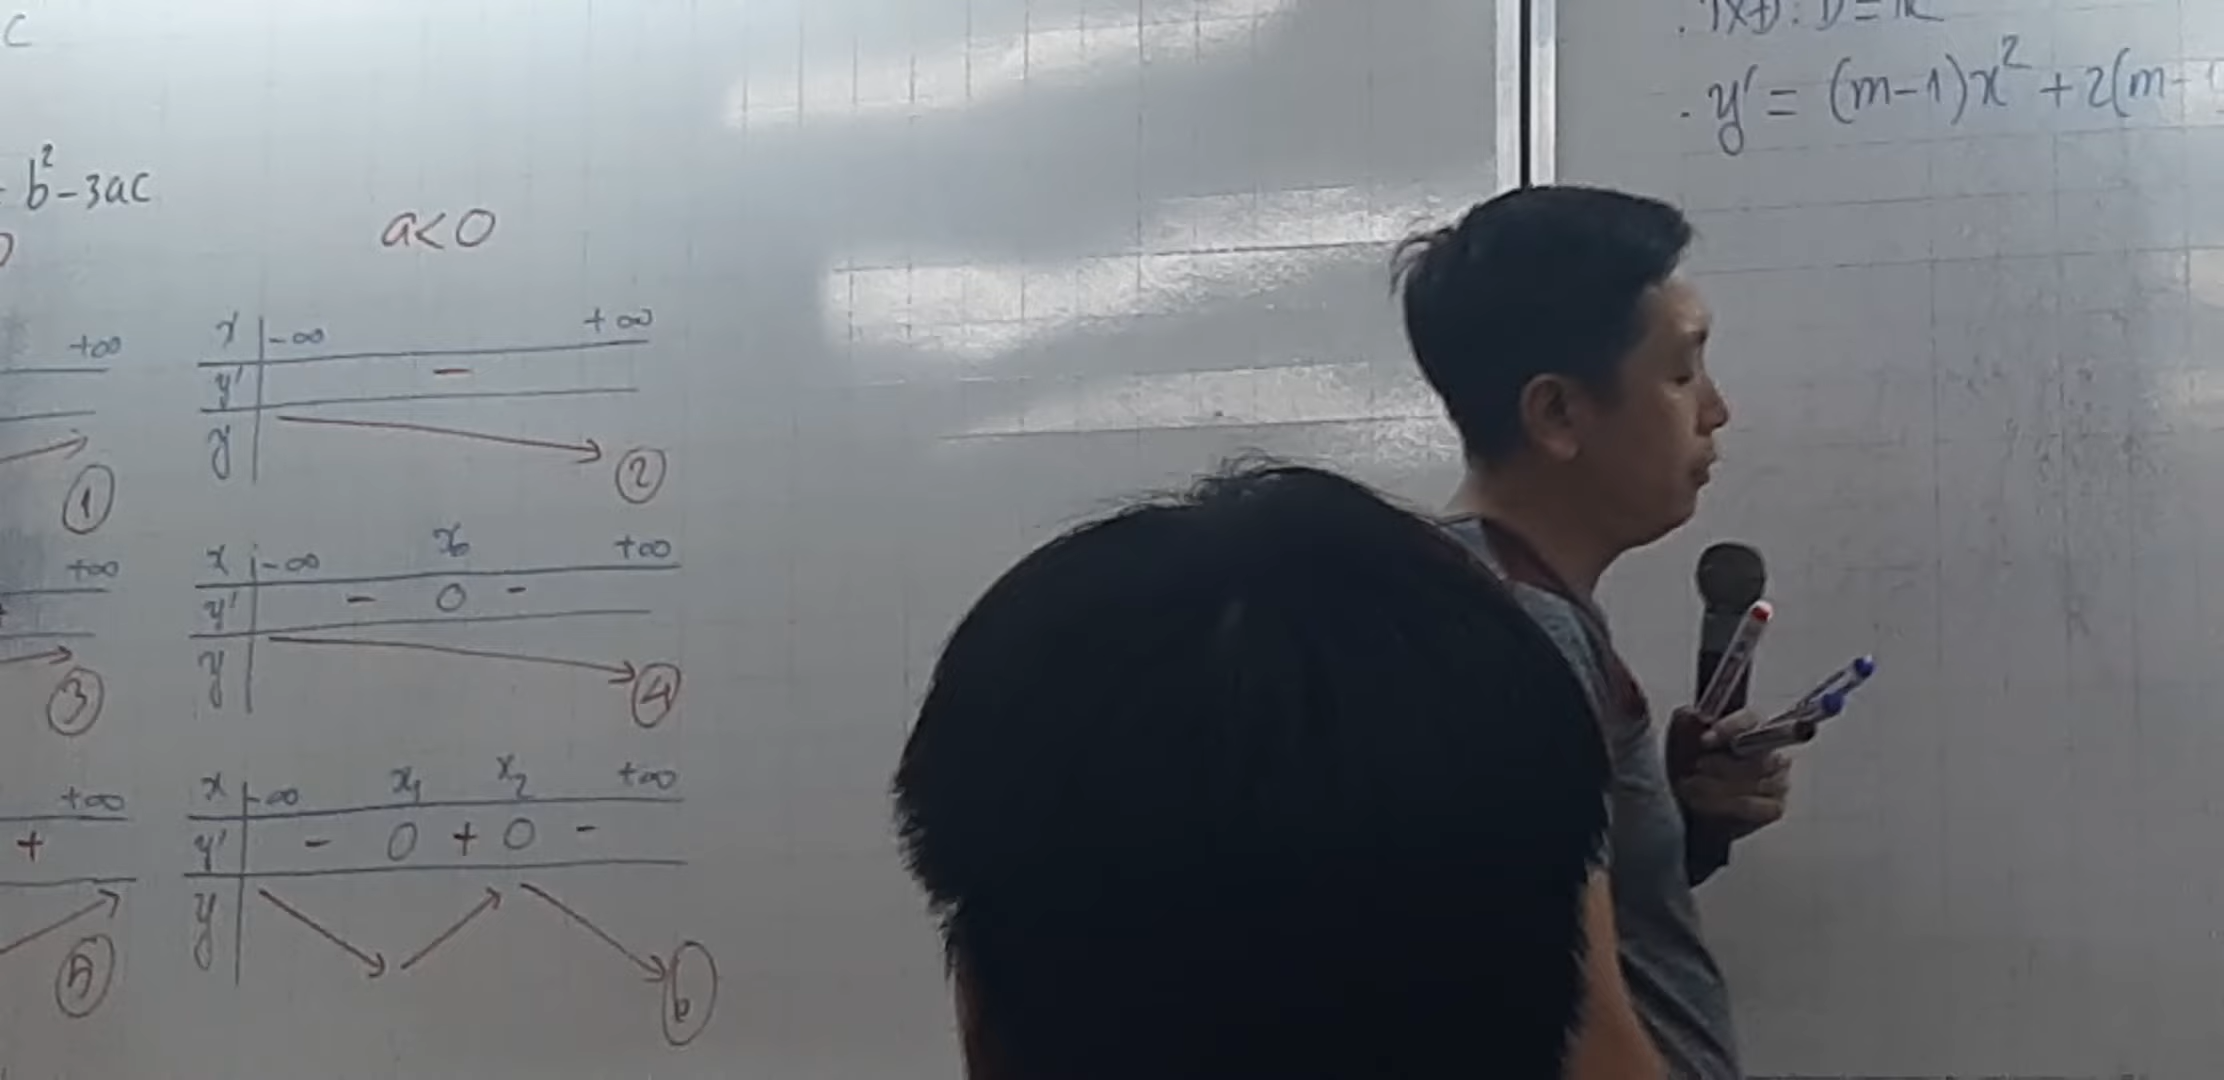 C
b²-3ac
a<0
+∞
x -∞ +∞
y' -
y
①
②
+∞
x -∞ x₀ +∞
y' - 0 -
y
③
④
+∞
x -∞ x₁ x₂ +∞
+
y' - 0 + 0 -
y
⑤
⑥
. TXĐ: D=R
. y' = (m-1)x² + 2(m-